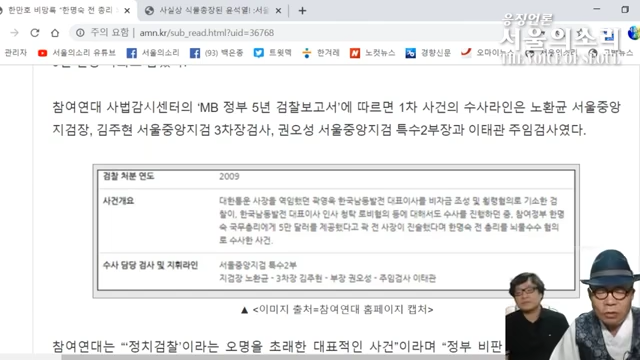 한만호 비망록 "한명숙 전 총리
사실상 식물총장된 윤석열! :서울
응징언론
서울의소리
THE VOICE OF SEOUL
주의 요함
amn.kr/sub_read.html?uid=36768
서울의소리 유튜브
서울의소리
(93) 백은종
트윗덱
한겨레
노컷뉴스
경향신문
오마이
참여연대 사법감시센터의 'MB 정부 5년 검찰보고서'에 따르면 1차 사건의 수사라인은 노환균 서울중앙
지검장, 김주현 서울중앙지검 3차장검사, 권오성 서울중앙지검 특수2부장과 이태관 주임검사였다.
검찰 처분 연도 2009
사건개요 대한통운 사장을 역임했던 곽영욱 한국남동발전 대표이사를 비자금 조성 및 횡령혐의로 기소한 검
찰이, 한국남동발전 대표이사 인사 청탁 로비혐의 등에 대해서도 수사를 진행하던 중, 참여정부 한명
숙 국무총리에게 5만 달러를 제공했다고 곽 전 사장이 진술했다며 한명숙 전 총리를 뇌물수수 혐의
로 수사한 사건.
수사 담당 검사 및 지휘라인 서울중앙지검 특수2부
지검장 노환균 - 3차장 김주현 - 부장 권오성 - 주임검사 이태관
▲ <이미지 출처=참여연대 홈페이지 캡처>
참여연대는 "'정치검찰'이라는 오명을 초래한 대표적인 사건"이라며 "정부 비판